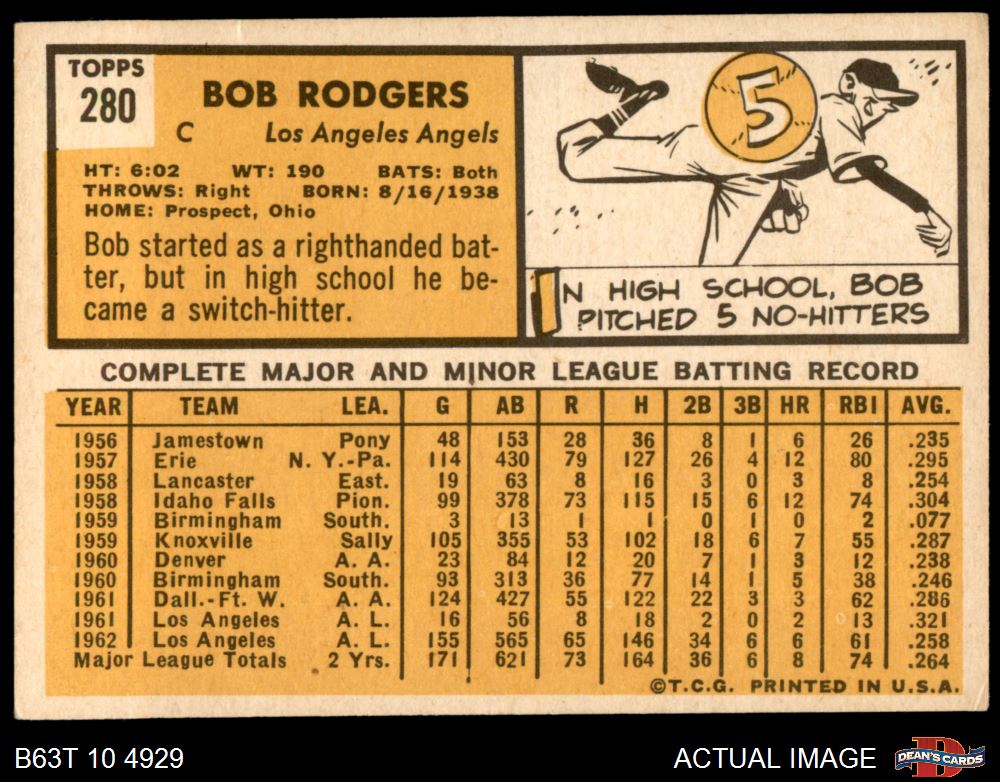 TOPPS
280
BOB RODGERS
C Los Angeles Angels
HT: 6:02 WT: 190 BATS: Both
THROWS: Right BORN: 8/16/1938
HOME: Prospect, Ohio
Bob started as a righthanded bat-
ter, but in high school he be-
came a switch-hitter.
5
IN HIGH SCHOOL, BOB
PITCHED 5 NO-HITTERS
COMPLETE MAJOR AND MINOR LEAGUE BATTING RECORD
YEAR TEAM LEA. G AB R H 2B 3B HR RBI AVG.
1956 Jamestown Pony 48 153 28 36 8 1 6 26 .235
1957 Erie N. Y.-Pa. 114 430 79 127 26 4 12 80 .295
1958 Lancaster East. 19 63 8 16 3 0 3 8 .254
1958 Idaho Falls Pion. 99 378 73 115 15 6 12 74 .304
1959 Birmingham South. 3 13 1 1 0 1 0 2 .077
1959 Knoxville Sally 105 355 53 102 18 6 7 55 .287
1960 Denver A. A. 23 84 12 20 7 1 3 12 .238
1960 Birmingham South. 93 313 36 77 14 1 5 38 .246
1961 Dall.-Ft. W. A. A. 124 427 55 122 22 3 3 62 .286
1961 Los Angeles A. L. 16 56 8 18 2 0 2 13 .321
1962 Los Angeles A. L. 155 565 65 146 34 6 6 61 .258
Major League Totals 2 Yrs. 171 621 73 164 36 6 8 74 .264
©T.C.G. PRINTED IN U.S.A.
B63T 10 4929 ACTUAL IMAGE
D
DEAN'S CARDS